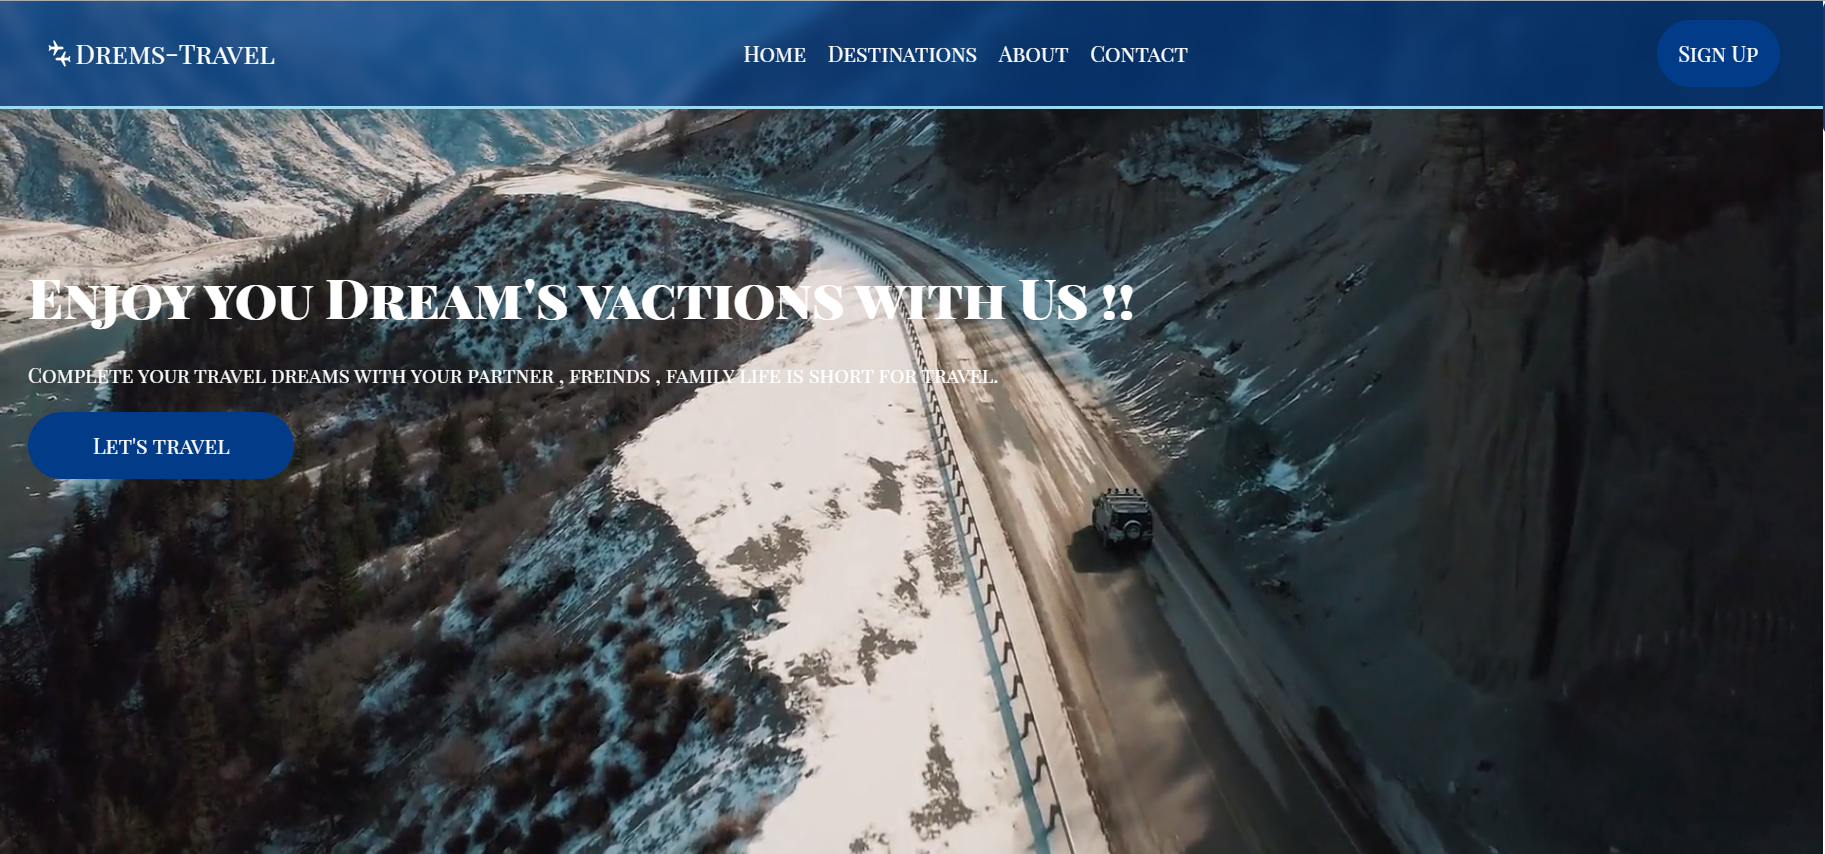 Drems-Travel
Home Destinations About Contact
Sign Up
Enjoy you Dream's vactions with Us !!
Complete your travel dreams with your partner , freinds , family life is short for travel.
Let's travel